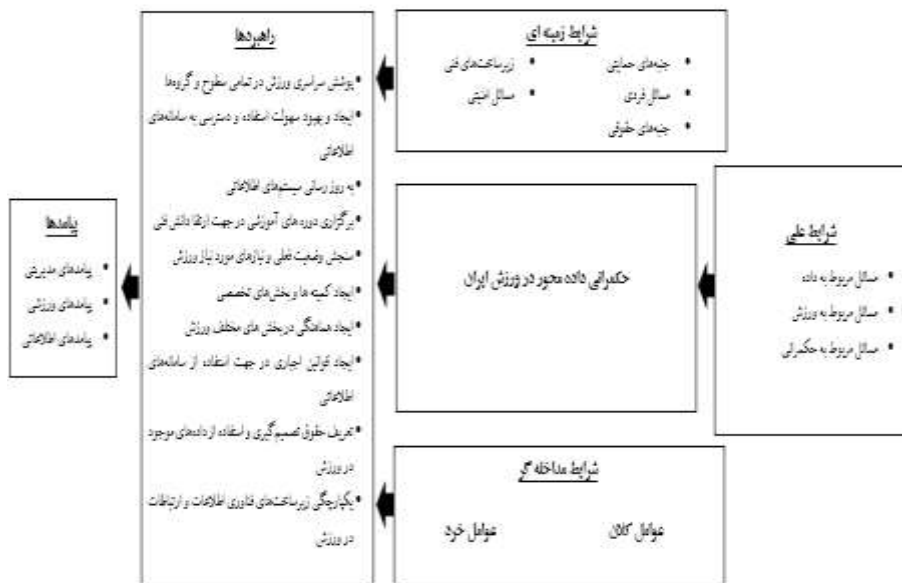 شرایط زمینه ای
• جنبه‌های حمایتی
• مسائل فردی
• جنبه‌های حقوقی
• زیرساخت‌های فنی
• مسائل امنیتی
شرایط علی
• مسائل مربوط به داده
• مسائل مربوط به ورزش
• مسائل مربوط به حکمرانی
حکمرانی داده محور در ورزش ایران
شرایط مداخله گر
عوامل کلان
عوامل خرد
راهبردها
• پوشش سراسری ورزش در تمامی سطوح و گروه‌ها
• ایجاد و بهبود سهولت استفاده و دسترسی به سامانه‌های
اطلاعاتی
• به روز رسانی سیستم‌های اطلاعاتی
• برگزاری دوره های آموزشی در جهت ارتقا دانش فنی
• سنجش وضعیت فعلی و نیازهای مورد نیاز ورزش
• ایجاد کمیته ها و بخش‌های تخصصی
• ایجاد هماهنگی در بخش های مختلف ورزش
• ایجاد قوانین اجباری در جهت استفاده از سامانه‌های
اطلاعاتی
• تعریف حقوق تصمیم‌گیری و استفاده از داده‌های موجود
در ورزش
• یکپارچگی زیرساخت‌های فناوری اطلاعات و ارتباطات
در ورزش
پیامدها
• پیامدهای مدیریتی
• پیامدهای ورزشی
• پیامدهای اطلاعاتی